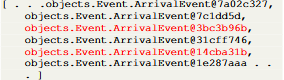 [ . . .objects.Event.ArrivalEvent@7a02c327,
objects.Event.ArrivalEvent@7c1dd5d,
objects.Event.ArrivalEvent@3bc3b96b,
objects.Event.ArrivalEvent@31cff746,
objects.Event.ArrivalEvent@14cba31b,
objects.Event.ArrivalEvent@1e287aaa . .
. ]